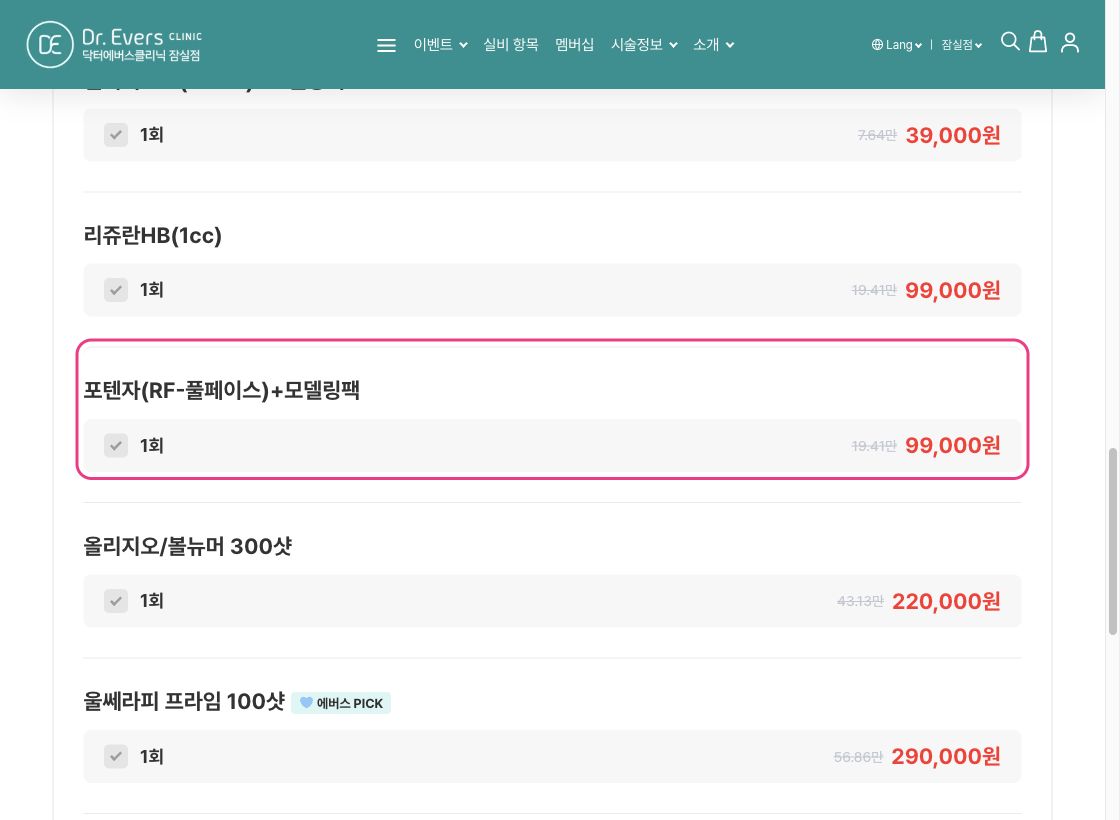 Dr. Evers CLINIC
닥터에버스클리닉 잠실점
이벤트 실비 항목 멤버십 시술정보 소개
Lang | 잠실점
1회 7.64만 39,000원
리쥬란HB(1cc)
1회 19.41만 99,000원
포텐자(RF-풀페이스)+모델링팩
1회 19.41만 99,000원
올리지오/볼뉴머 300샷
1회 43.13만 220,000원
울쎄라피 프라임 100샷 에버스 PICK
1회 56.86만 290,000원